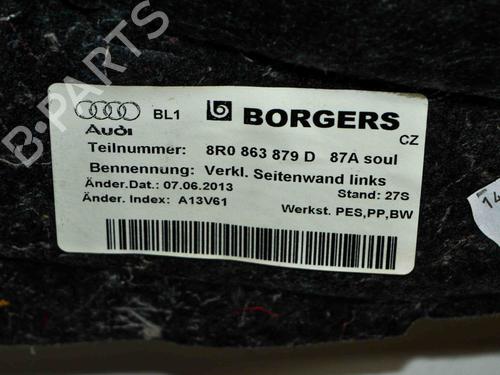 B-PARTS
BL1 BORGERS
Audi CZ
Teilnummer: 8R0 863 879 D 87A soul
Bennennung: Verkl. Seitenwand links
Änder.Dat.: 07.06.2013 Stand: 27S
Änder. Index: A13V61 Werkst. PES,PP,BW
14